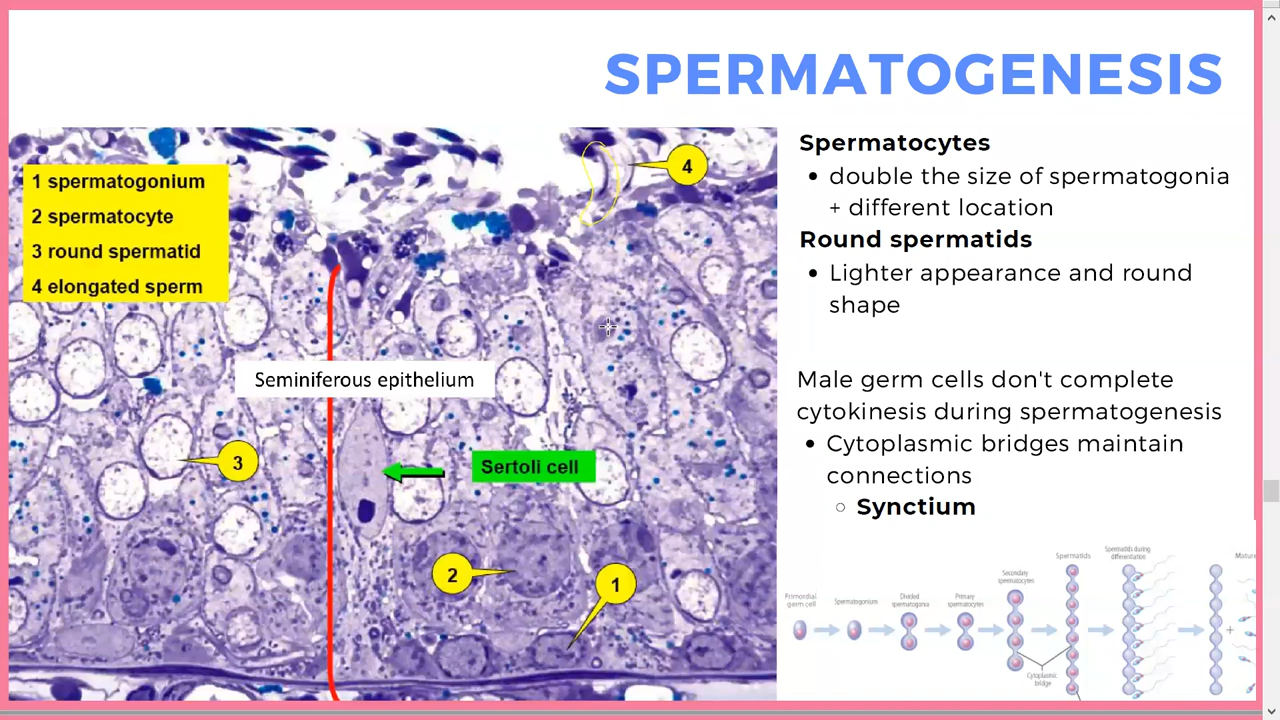 SPERMATOGENESIS
1 spermatogonium
2 spermatocyte
3 round spermatid
4 elongated sperm
4
Seminiferous epithelium
3
Sertoli cell
2
1
Spermatocytes
• double the size of spermatogonia
+ different location
Round spermatids
• Lighter appearance and round
shape
Male germ cells don't complete
cytokinesis during spermatogenesis
• Cytoplasmic bridges maintain
connections
○ Synctium
Primordial
germ cell
Spermatogonium
Divided
spermatogonia
Primary
spermatocytes
Secondary
spermatocytes
Spermatids
Spermatids during
differentiation
Mature
+
Cytoplasmic
bridge